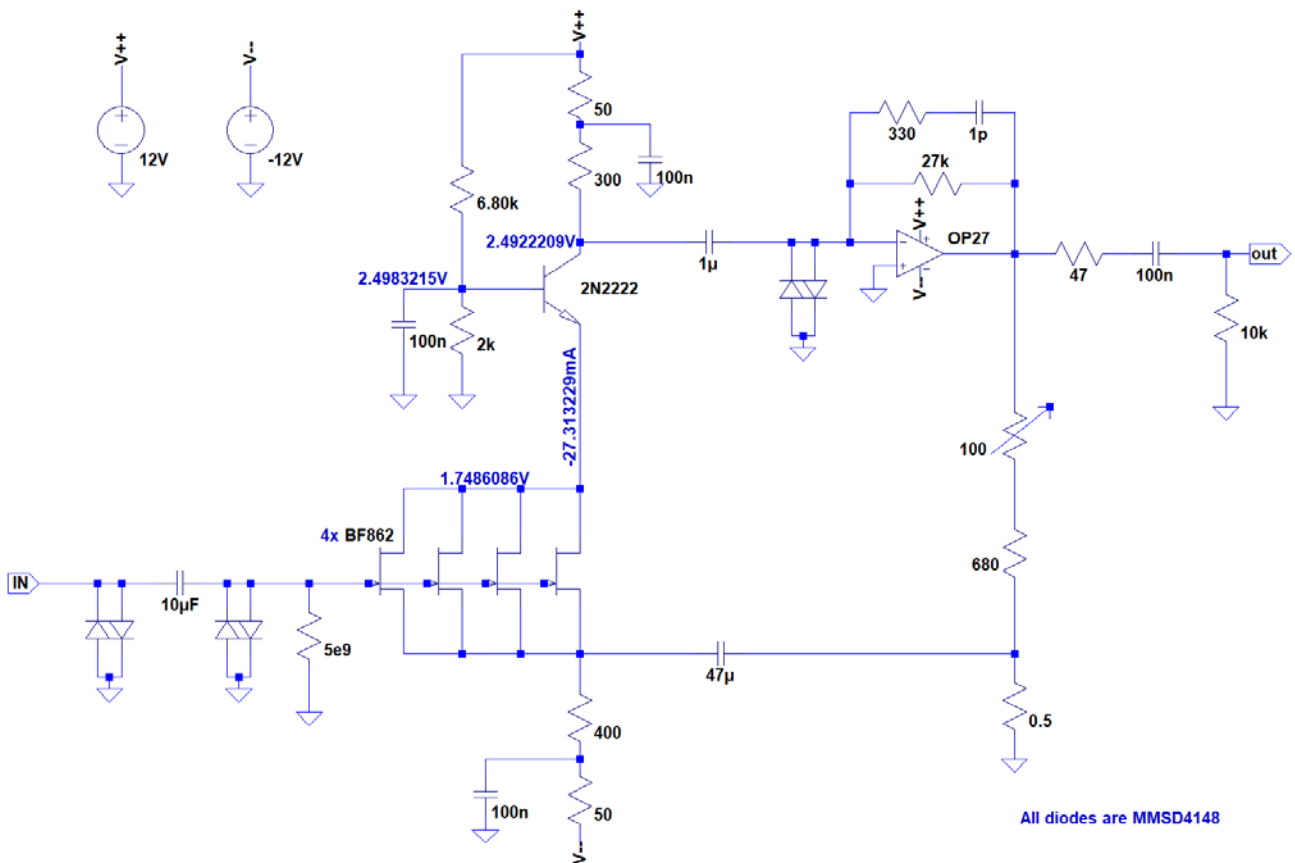 V++
V--
V++
50
12V
-12V
100n
300
6.80k
330
1p
27k
V++
OP27
V--
2.4922209V
1µ
47
100n
out
2.4983215V
2N2222
100n
2k
10k
-27.313229mA
100
1.7486086V
4x BF862
IN
10µF
680
5e9
47µ
400
0.5
100n
50
V--
All diodes are MMSD4148